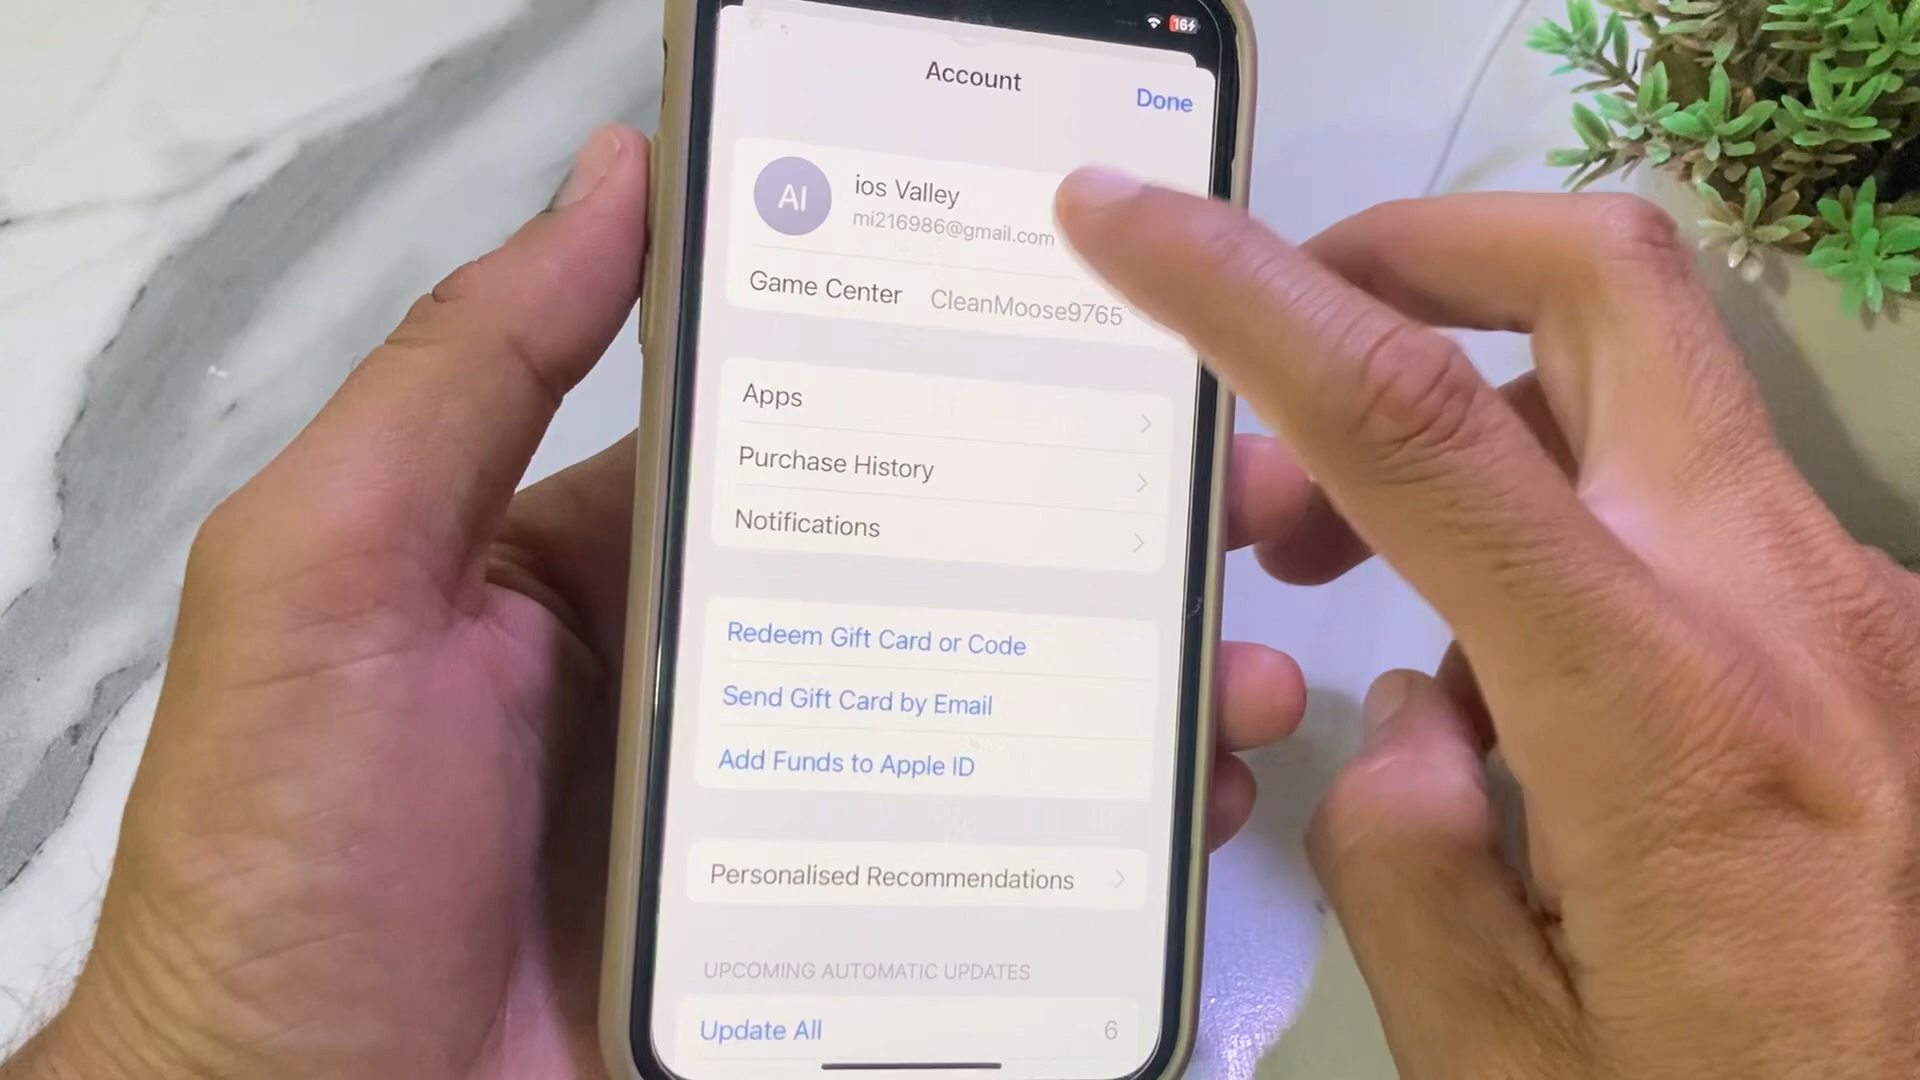 16
Account
Done
AI
ios Valley
mi216986@gmail.com
Game Center CleanMoose9765
Apps
Purchase History
Notifications
Redeem Gift Card or Code
Send Gift Card by Email
Add Funds to Apple ID
Personalised Recommendations
UPCOMING AUTOMATIC UPDATES
Update All 6